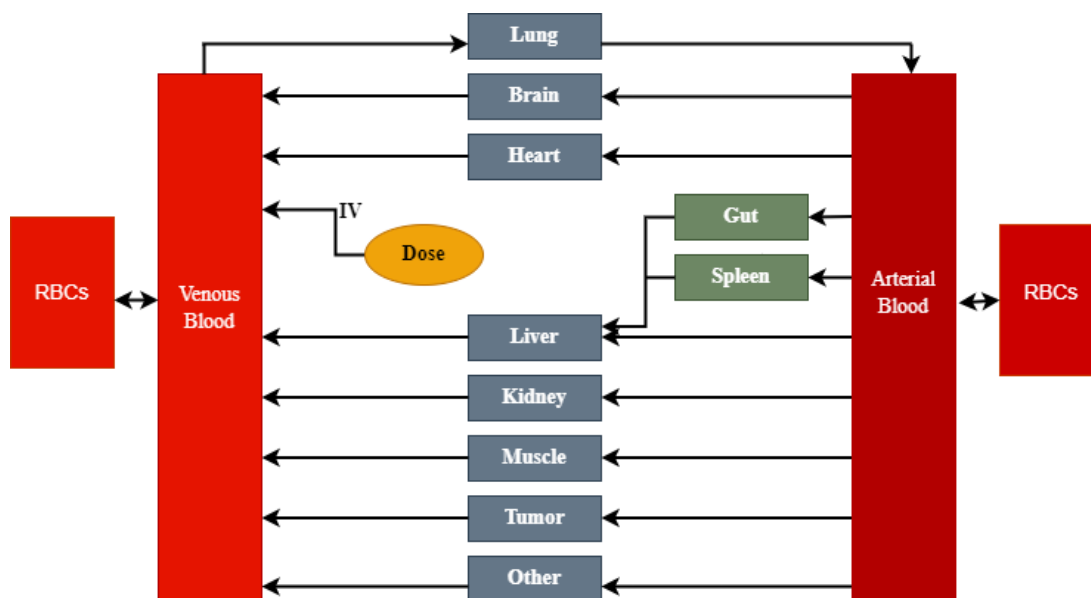 Lung
Brain
Heart
IV
Dose
Gut
Spleen
RBCs
Venous
Blood
Arterial
Blood
RBCs
Liver
Kidney
Muscle
Tumor
Other